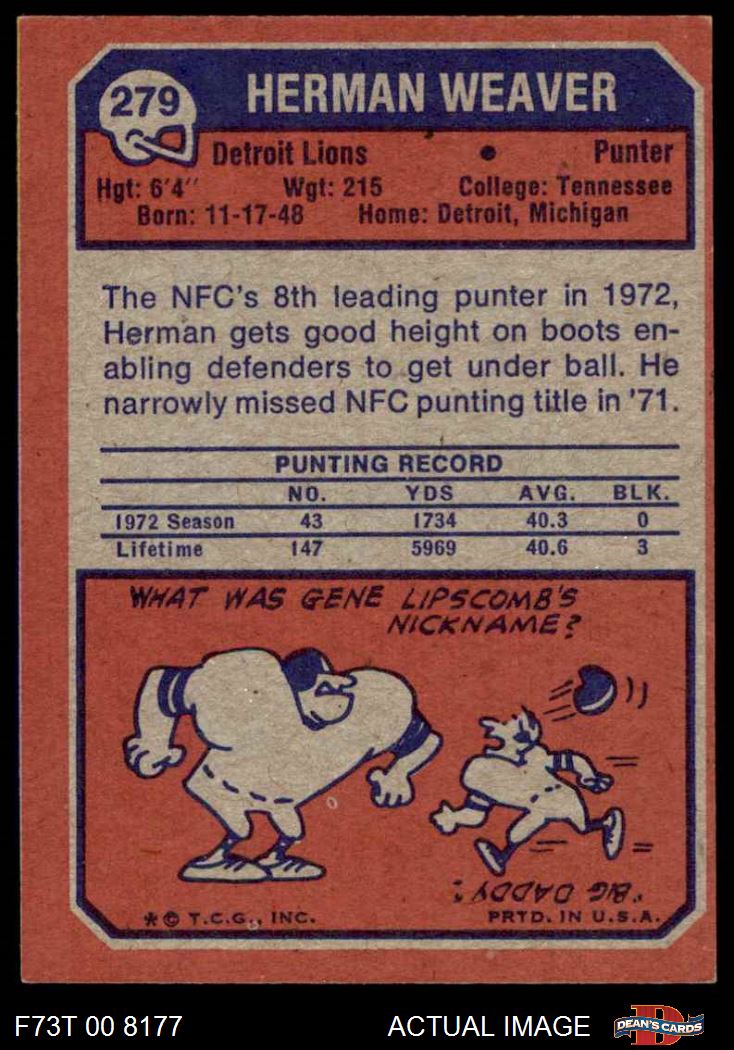 279
HERMAN WEAVER
Detroit Lions • Punter
Hgt: 6'4" Wgt: 215 College: Tennessee
Born: 11-17-48 Home: Detroit, Michigan
The NFC's 8th leading punter in 1972,
Herman gets good height on boots en-
abling defenders to get under ball. He
narrowly missed NFC punting title in '71.
PUNTING RECORD
NO. YDS AVG. BLK.
1972 Season 43 1734 40.3 0
Lifetime 147 5969 40.6 3
WHAT WAS GENE LIPSCOMB'S
NICKNAME?
"BIG DADDY."
* © T.C.G., INC. PRTD. IN U.S.A.
F73T 00 8177 ACTUAL IMAGE
D
DEAN'S CARDS